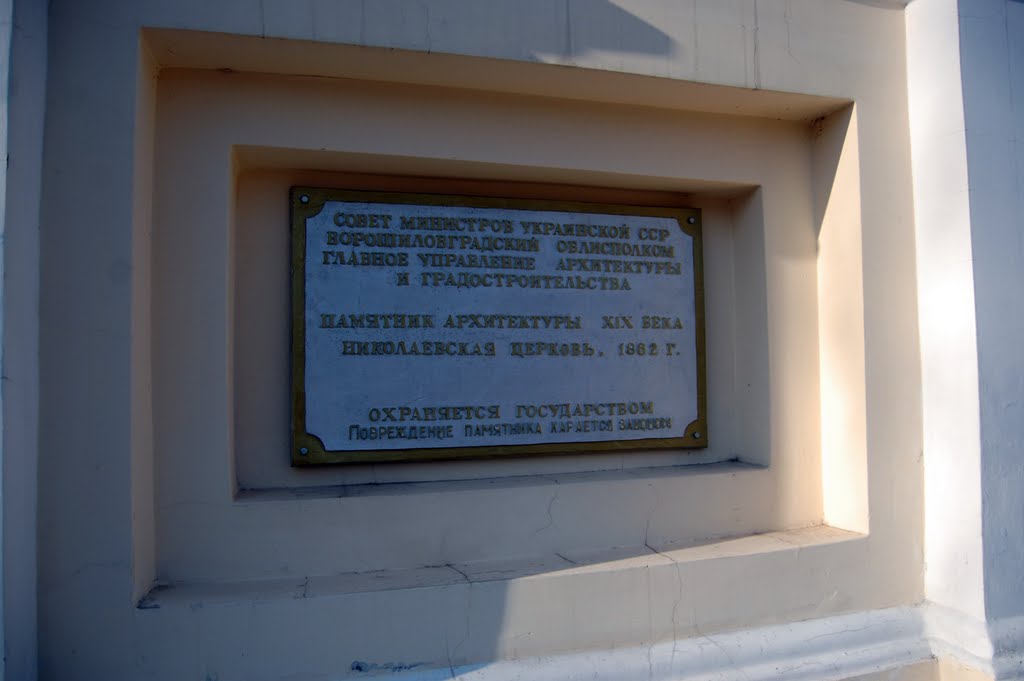 СОВЕТ МИНИСТРОВ УКРАИНСКОЙ ССР
ВОРОШИЛОВГРАДСКИЙ ОБЛИСПОЛКОМ
ГЛАВНОЕ УПРАВЛЕНИЕ АРХИТЕКТУРЫ
И ГРАДОСТРОИТЕЛЬСТВА
ПАМЯТНИК АРХИТЕКТУРЫ XIX ВЕКА
НИКОЛАЕВСКАЯ ЦЕРКОВЬ, 1862 Г.
ОХРАНЯЕТСЯ ГОСУДАРСТВОМ
ПОВРЕЖДЕНИЕ ПАМЯТНИКА КАРАЕТСЯ ЗАКОНОМ